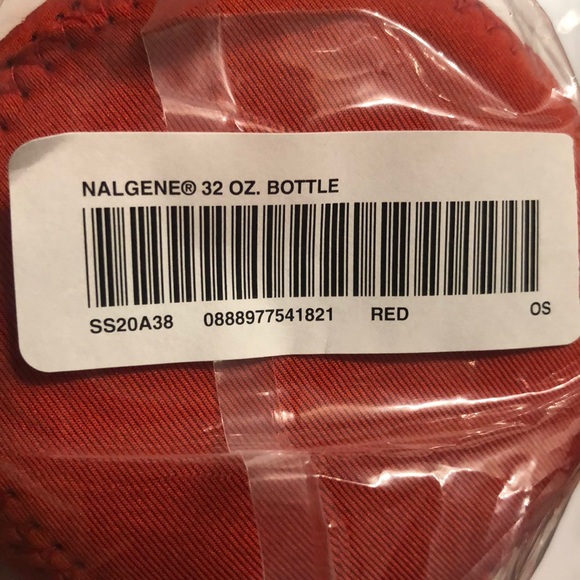 NALGENE® 32 OZ. BOTTLE
SS20A38 0888977541821 RED OS